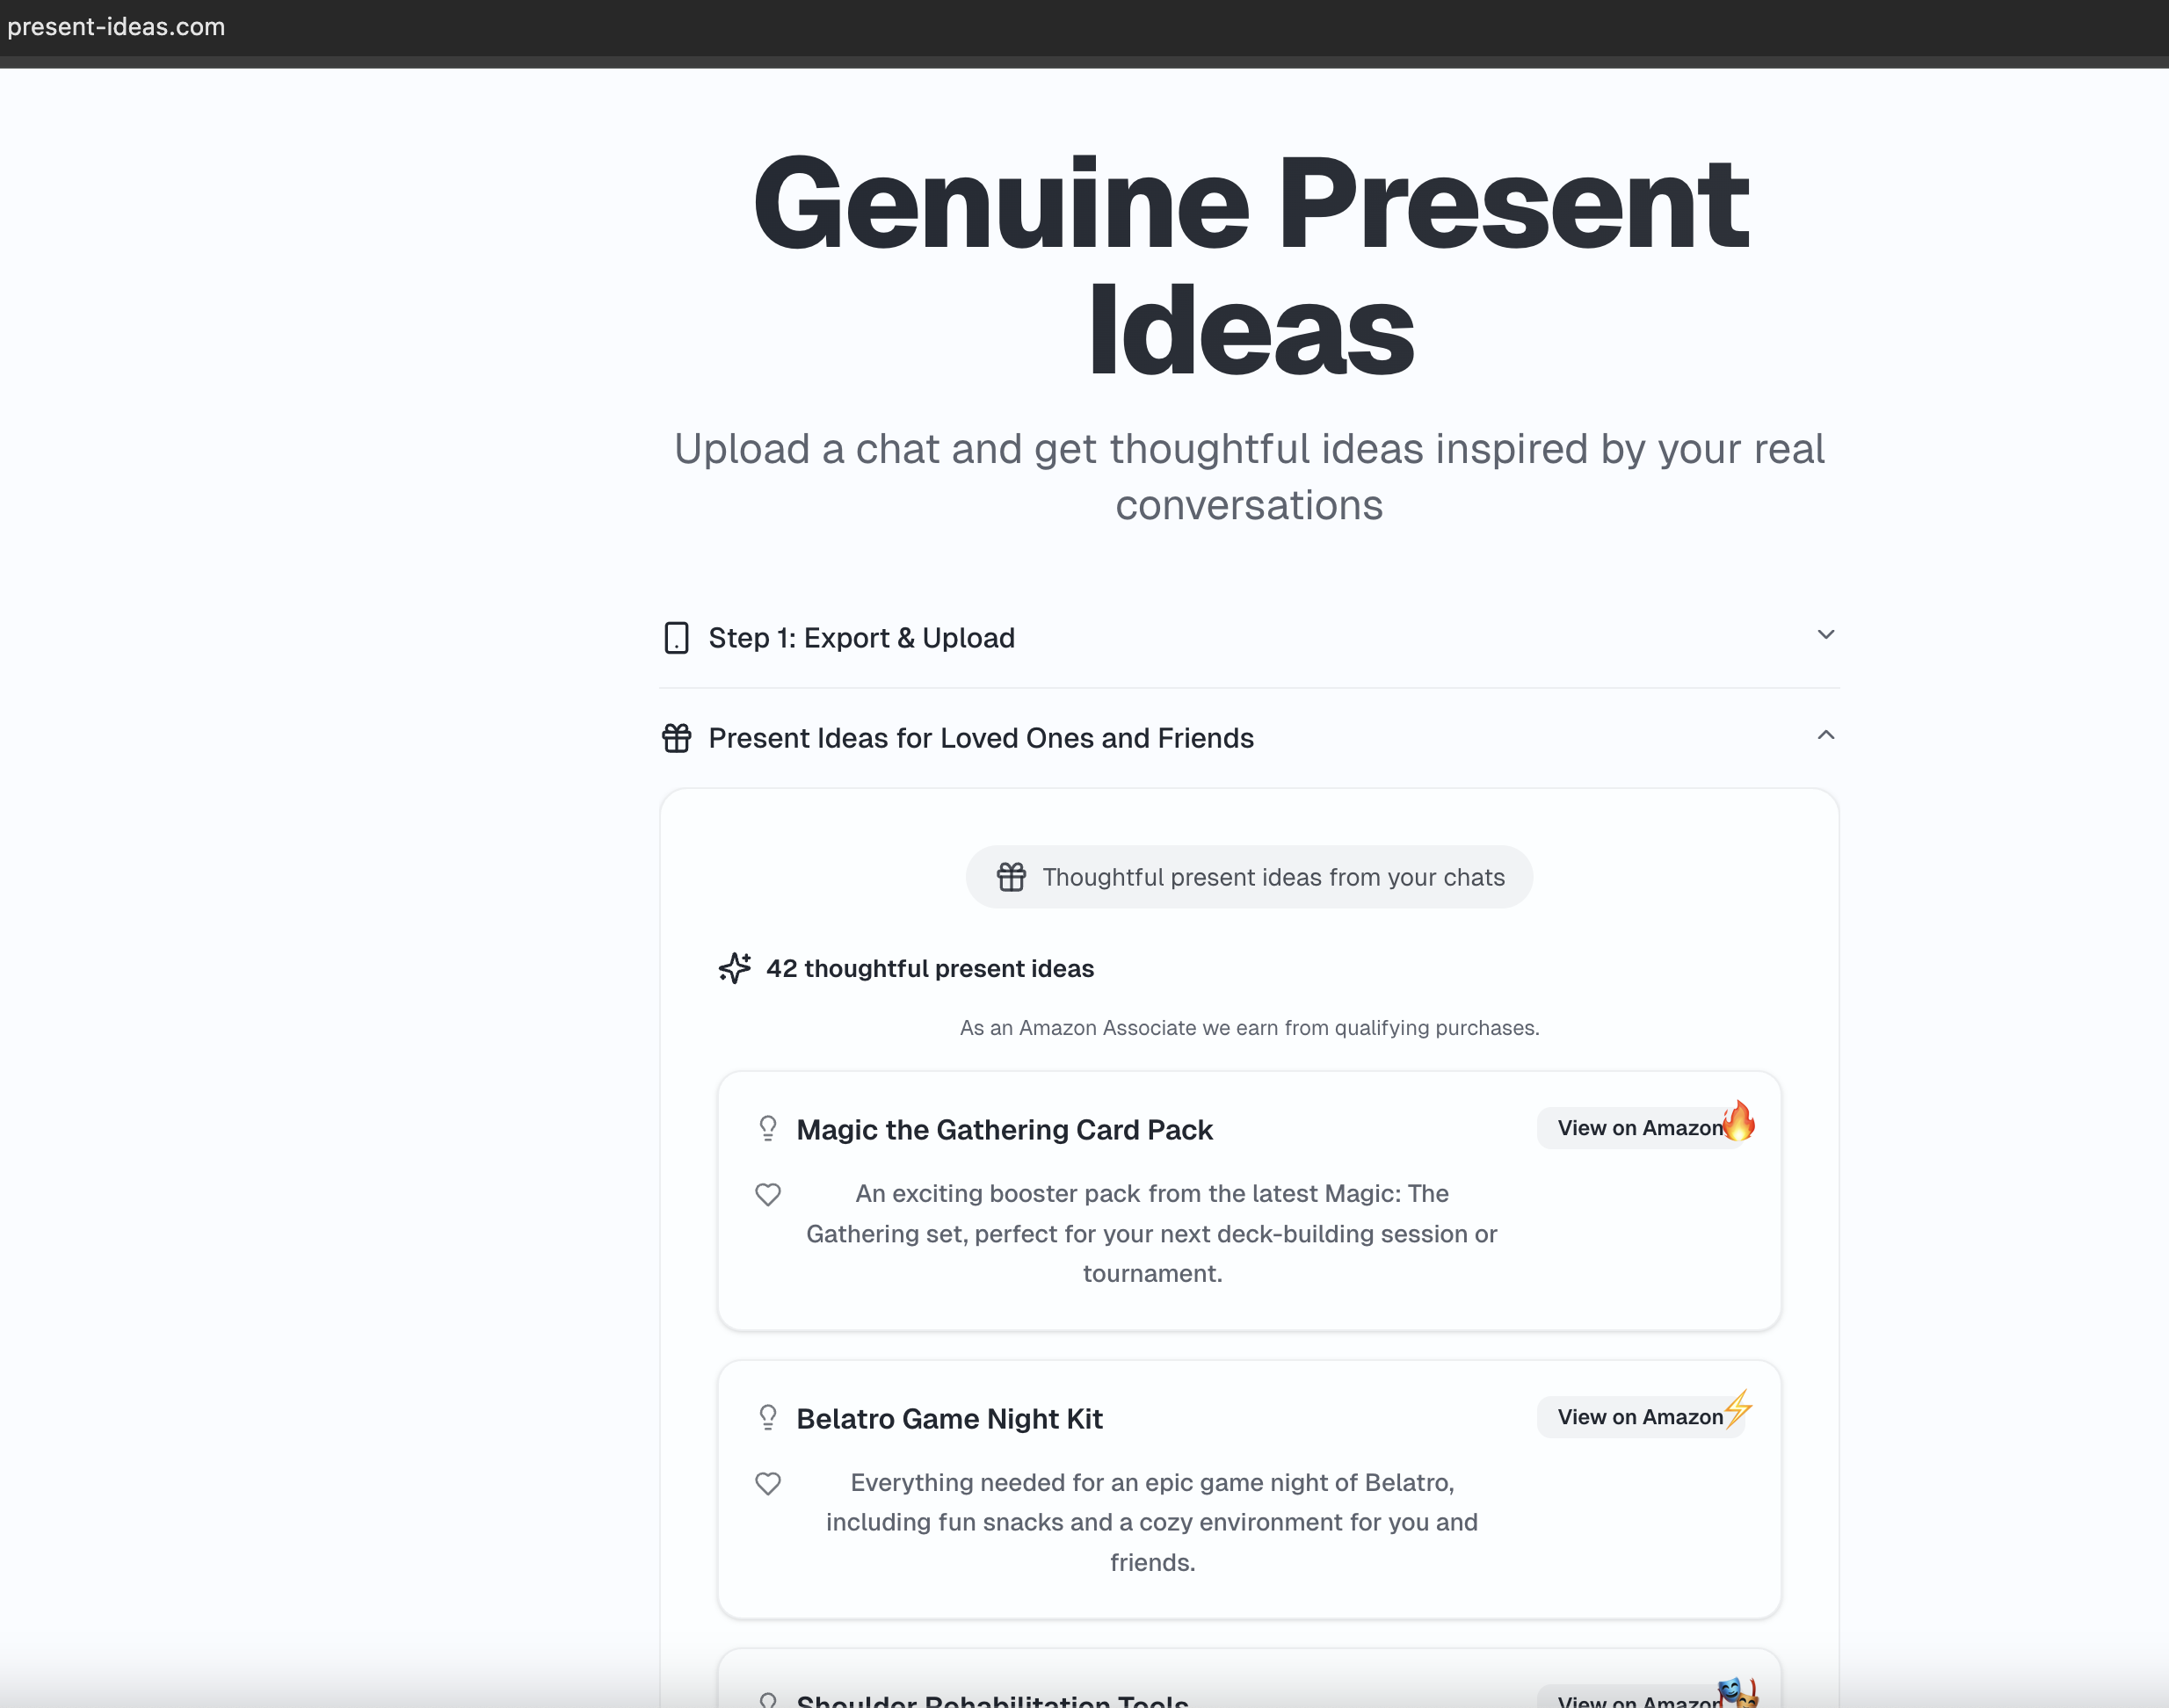 present-ideas.com
Genuine Present
Ideas
Upload a chat and get thoughtful ideas inspired by your real
conversations
Step 1: Export & Upload
Present Ideas for Loved Ones and Friends
Thoughtful present ideas from your chats
42 thoughtful present ideas
As an Amazon Associate we earn from qualifying purchases.
Magic the Gathering Card Pack
View on Amazon
An exciting booster pack from the latest Magic: The
Gathering set, perfect for your next deck-building session or
tournament.
Belatro Game Night Kit
View on Amazon
Everything needed for an epic game night of Belatro,
including fun snacks and a cozy environment for you and
friends.
Shoulder Rehabilitation Tools
View on Amazon